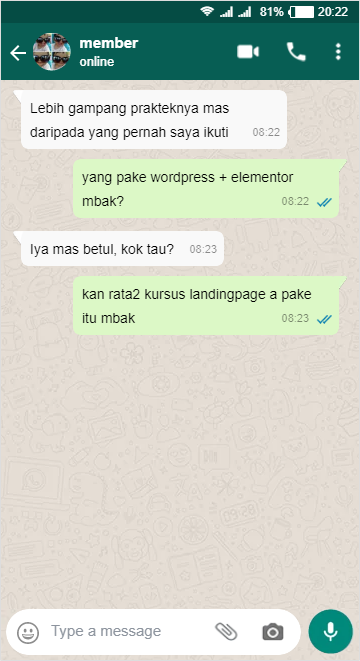 81% 20:22
member
online
Lebih gampang prakteknya mas
daripada yang pernah saya ikuti 08:22
yang pake wordpress + elementor
mbak? 08:22
Iya mas betul, kok tau? 08:23
kan rata2 kursus landingpage a pake
itu mbak 08:23
Type a message